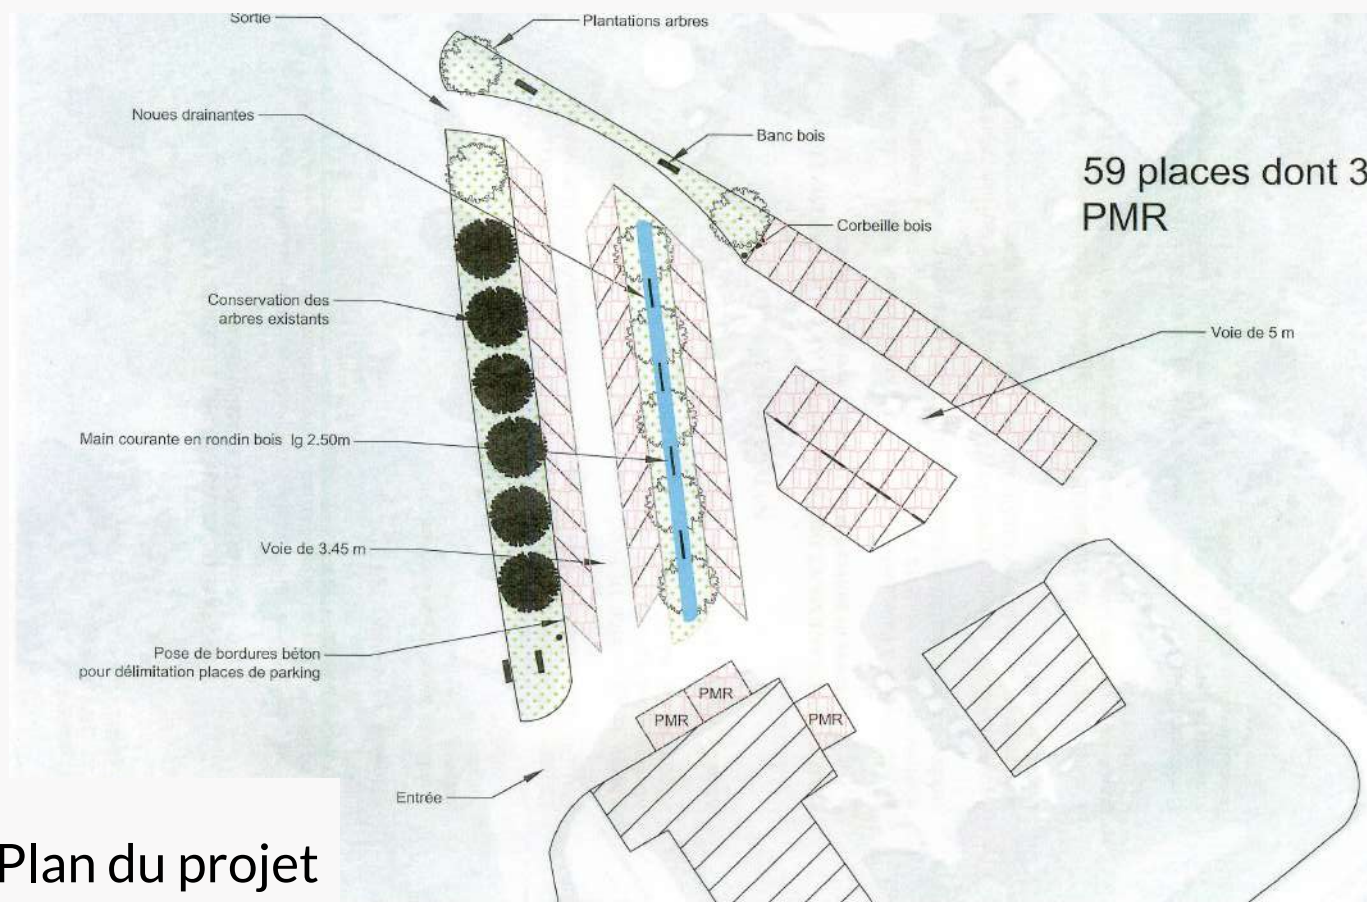 Sortie
Plantations arbres
Noues drainantes
Banc bois
59 places dont 3
PMR
Corbeille bois
Conservation des
arbres existants
Voie de 5 m
Main courante en rondin bois lg 2.50m
Voie de 3.45 m
Pose de bordures béton
pour délimitation places de parking
PMR
PMR
PMR
Entrée
Plan du projet